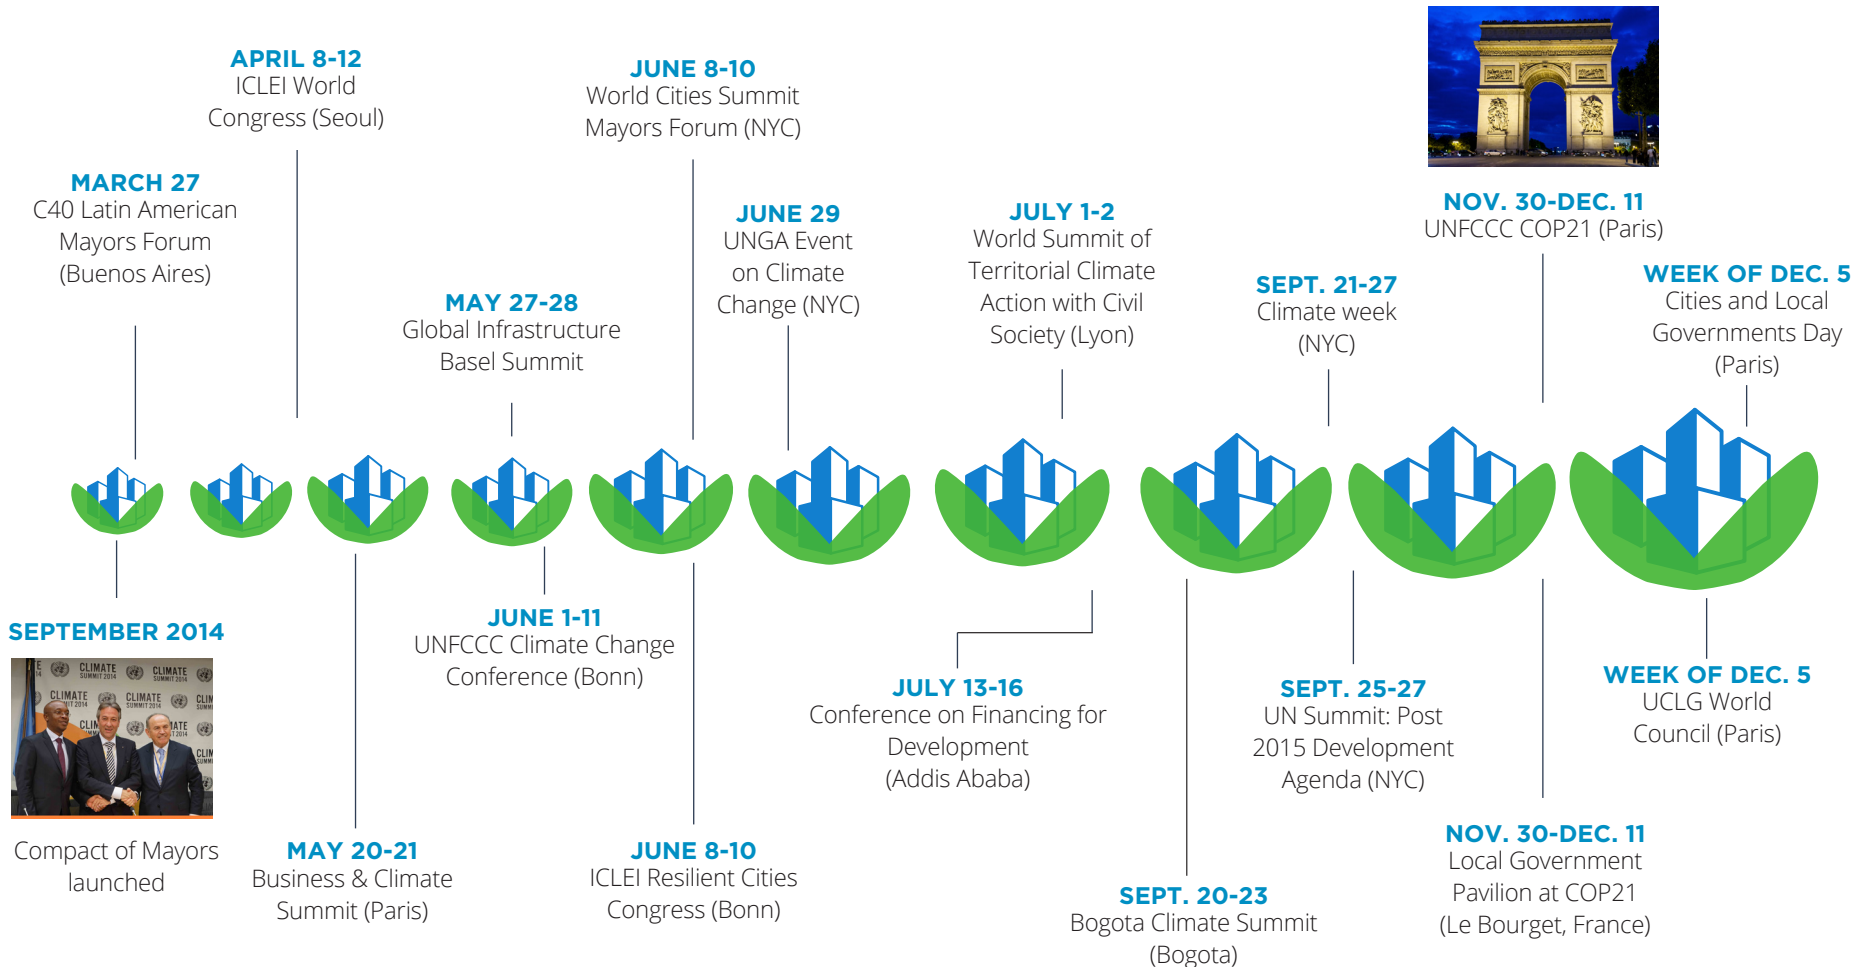 APRIL 8-12
ICLEI World
Congress (Seoul)
JUNE 8-10
World Cities Summit
Mayors Forum (NYC)
MARCH 27
C40 Latin American
Mayors Forum
(Buenos Aires)
MAY 27-28
Global Infrastructure
Basel Summit
JUNE 29
UNGA Event
on Climate
Change (NYC)
JULY 1-2
World Summit of
Territorial Climate
Action with Civil
Society (Lyon)
SEPT. 21-27
Climate week
(NYC)
NOV. 30-DEC. 11
UNFCCC COP21 (Paris)
WEEK OF DEC. 5
Cities and Local
Governments Day
(Paris)
SEPTEMBER 2014
CLIMATE
SUMMIT 2014
CLIMATE
SUMMIT 2014
CLIMATE
SUMMIT 2014
CLIMATE
SUMMIT 2014
Compact of Mayors
launched
MAY 20-21
Business & Climate
Summit (Paris)
JUNE 1-11
UNFCCC Climate Change
Conference (Bonn)
JUNE 8-10
ICLEI Resilient Cities
Congress (Bonn)
JULY 13-16
Conference on Financing for
Development
(Addis Ababa)
SEPT. 20-23
Bogota Climate Summit
(Bogota)
SEPT. 25-27
UN Summit: Post
2015 Development
Agenda (NYC)
NOV. 30-DEC. 11
Local Government
Pavilion at COP21
(Le Bourget, France)
WEEK OF DEC. 5
UCLG World
Council (Paris)